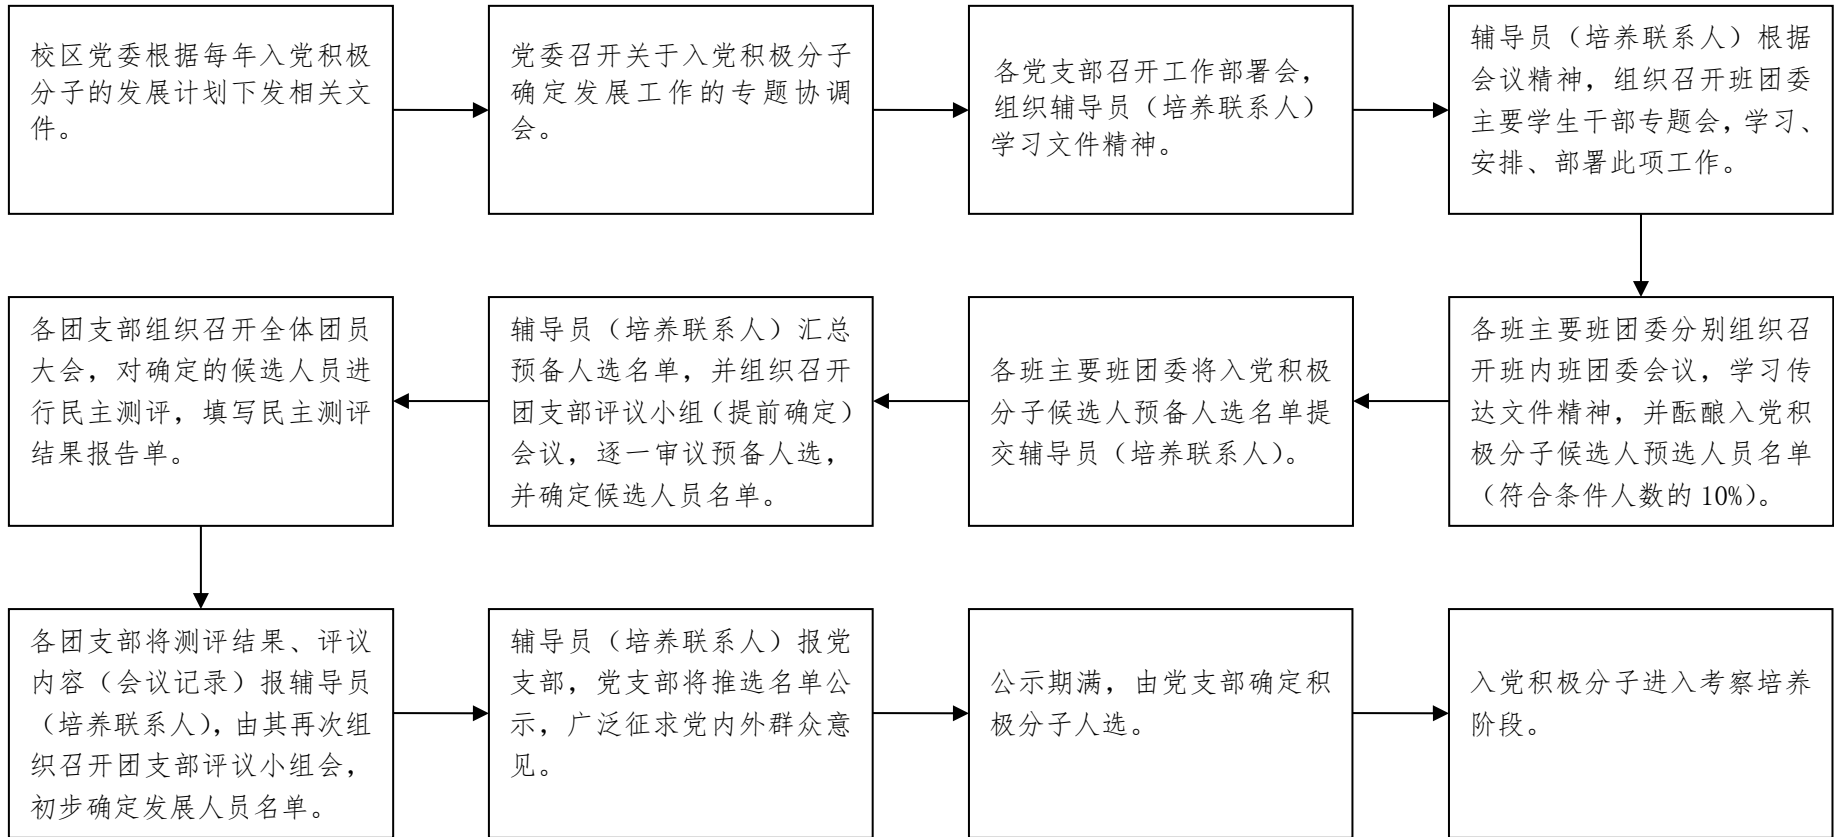 校区党委根据每年入党积极
分子的发展计划下发相关文
件。
党委召开关于入党积极分子
确定发展工作的专题协调
会。
各党支部召开工作部署会，
组织辅导员（培养联系人）
学习文件精神。
辅导员（培养联系人）根据
会议精神，组织召开班团委
主要学生干部专题会，学习、
安排、部署此项工作。
各班主要班团委分别组织召
开班内班团委会议，学习传
达文件精神，并酝酿入党积
极分子候选人预选人员名单
（符合条件人数的 10%）。
各班主要班团委将入党积极
分子候选人预备人选名单提
交辅导员（培养联系人）。
辅导员（培养联系人）汇总
预备人选名单，并组织召开
团支部评议小组（提前确定）
会议，逐一审议预备人选，
并确定候选人员名单。
各团支部组织召开全体团员
大会，对确定的候选人员进
行民主测评，填写民主测评
结果报告单。
各团支部将测评结果、评议
内容（会议记录）报辅导员
（培养联系人），由其再次组
织召开团支部评议小组会，
初步确定发展人员名单。
辅导员（培养联系人）报党
支部，党支部将推选名单公
示，广泛征求党内外群众意
见。
公示期满，由党支部确定积
极分子人选。
入党积极分子进入考察培养
阶段。